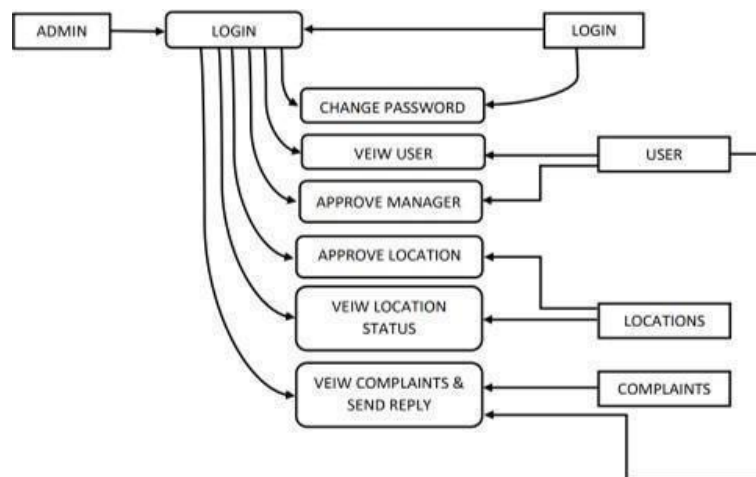 ADMIN
LOGIN
LOGIN
CHANGE PASSWORD
VEIW USER
USER
APPROVE MANAGER
APPROVE LOCATION
VEIW LOCATION
STATUS
LOCATIONS
VEIW COMPLAINTS &
SEND REPLY
COMPLAINTS